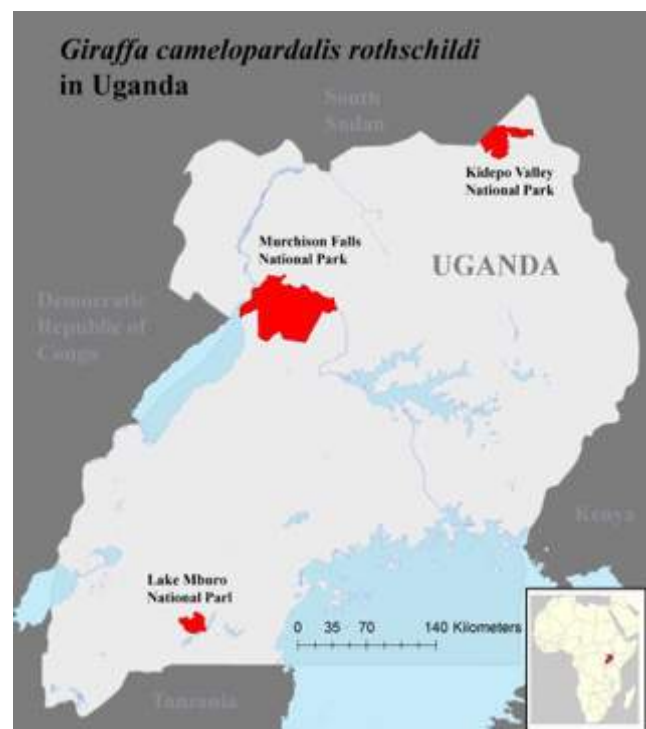 Giraffa camelopardalis rothschildi
in Uganda
South
Sudan
Kidepo Valley
National Park
Murchison Falls
National Park
UGANDA
Democratic
Republic of
Congo
Kenya
Lake Mburo
National Parl
0 35 70 140 Kilometers
Tanzania